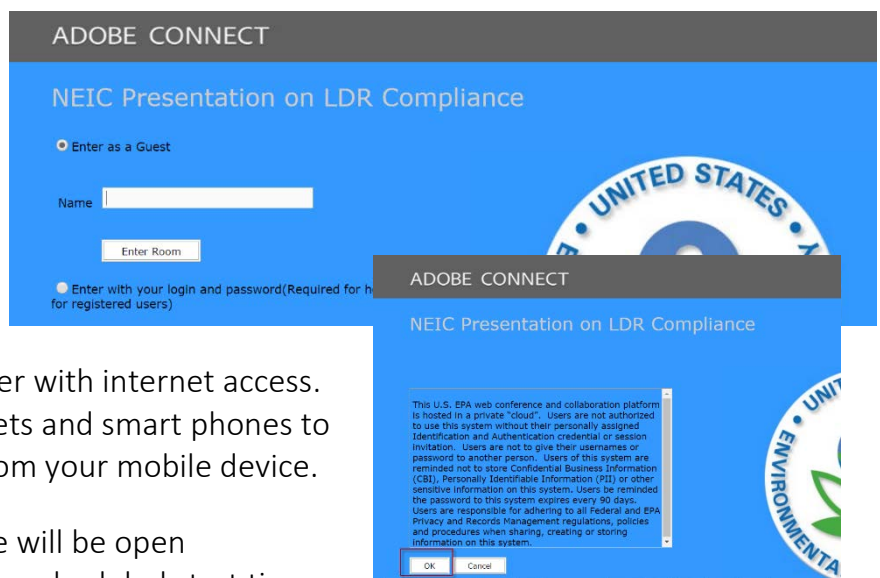 ADOBE CONNECT
NEIC Presentation on LDR Compliance
Enter as a Guest
Name
Enter Room
Enter with your login and password(Required for
for registered users)
UNITED STATES
ADOBE CONNECT
NEIC Presentation on LDR Compliance
This U.S. EPA web conference and collaboration platform
is hosted in a private "cloud". Users are not authorized
to use this system without their personally assigned
Identification and Authentication credential or session
invitation. Users are not to give their usernames or
password to another person. Users of this system are
reminded not to store Confidential Business Information
(CBI), Personally Identifiable Information (PII) or other
sensitive information on this system. Users be reminded
the password to this system expires every 90 days.
Users are responsible for adhering to all Federal and EPA
Privacy and Records Management regulations, policies
and procedures when sharing, creating or storing
information on this system.
OK Cancel
UNIT
ENVIRONMENTA
er with internet access.
ets and smart phones to
om your mobile device.
e will be open